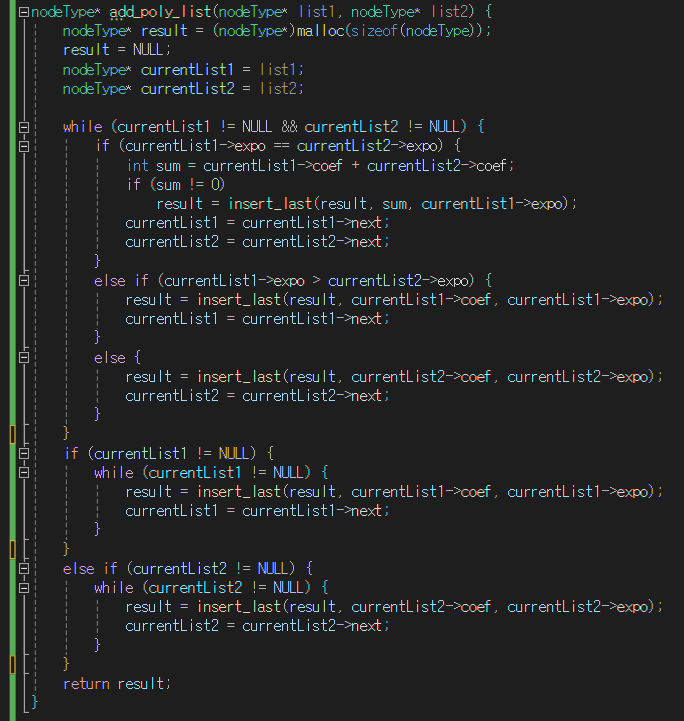 nodeType* add_poly_list(nodeType* list1, nodeType* list2) {
    nodeType* result = (nodeType*)malloc(sizeof(nodeType));
    result = NULL;
    nodeType* currentList1 = list1;
    nodeType* currentList2 = list2;

    while (currentList1 != NULL && currentList2 != NULL) {
        if (currentList1->expo == currentList2->expo) {
            int sum = currentList1->coef + currentList2->coef;
            if (sum != 0)
                result = insert_last(result, sum, currentList1->expo);
            currentList1 = currentList1->next;
            currentList2 = currentList2->next;
        }
        else if (currentList1->expo > currentList2->expo) {
            result = insert_last(result, currentList1->coef, currentList1->expo);
            currentList1 = currentList1->next;
        }
        else {
            result = insert_last(result, currentList2->coef, currentList2->expo);
            currentList2 = currentList2->next;
        }
    }
    if (currentList1 != NULL) {
        while (currentList1 != NULL) {
            result = insert_last(result, currentList1->coef, currentList1->expo);
            currentList1 = currentList1->next;
        }
    }
    else if (currentList2 != NULL) {
        while (currentList2 != NULL) {
            result = insert_last(result, currentList2->coef, currentList2->expo);
            currentList2 = currentList2->next;
        }
    }
    return result;
}